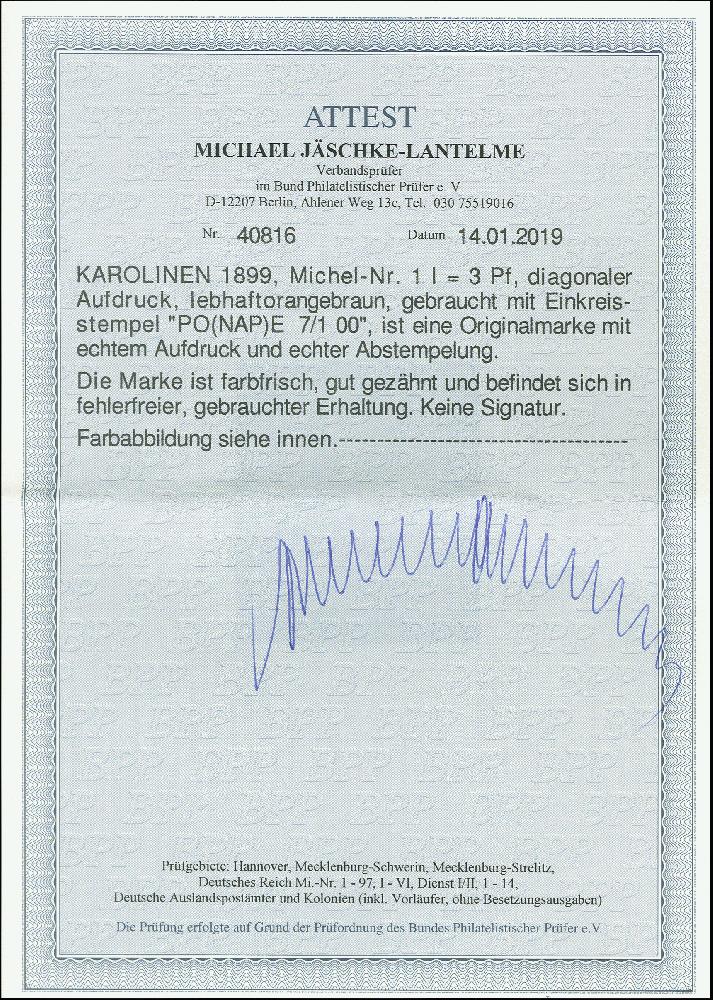 ATTEST
MICHAEL JÄSCHKE-LANTELME
Verbandsprüfer
im Bund Philatelistischer Prüfer e. V
D-12207 Berlin, Ahlener Weg 13c, Tel. 030 75519016
Nr. 40816 Datum 14.01.2019
KAROLINEN 1899, Michel-Nr. 1 I = 3 Pf, diagonaler
Aufdruck, lebhaftorangebraun, gebraucht mit Einkreis-
stempel "PO(NAP)E 7/1 00", ist eine Originalmarke mit
echtem Aufdruck und echter Abstempelung.
Die Marke ist farbfrisch, gut gezähnt und befindet sich in
fehlerfreier, gebrauchter Erhaltung. Keine Signatur.
Farbabbildung siehe innen.-------------------------------------
Prüfgebiete: Hannover, Mecklenburg-Schwerin, Mecklenburg-Strelitz,
Deutsches Reich Mi.-Nr. 1 - 97, I - VI, Dienst I/II, 1 - 14,
Deutsche Auslandspostämter und Kolonien (inkl. Vorläufer, ohne Besetzungsausgaben)
Die Prüfung erfolgte auf Grund der Prüfordnung des Bundes Philatelistischer Prüfer e.V.